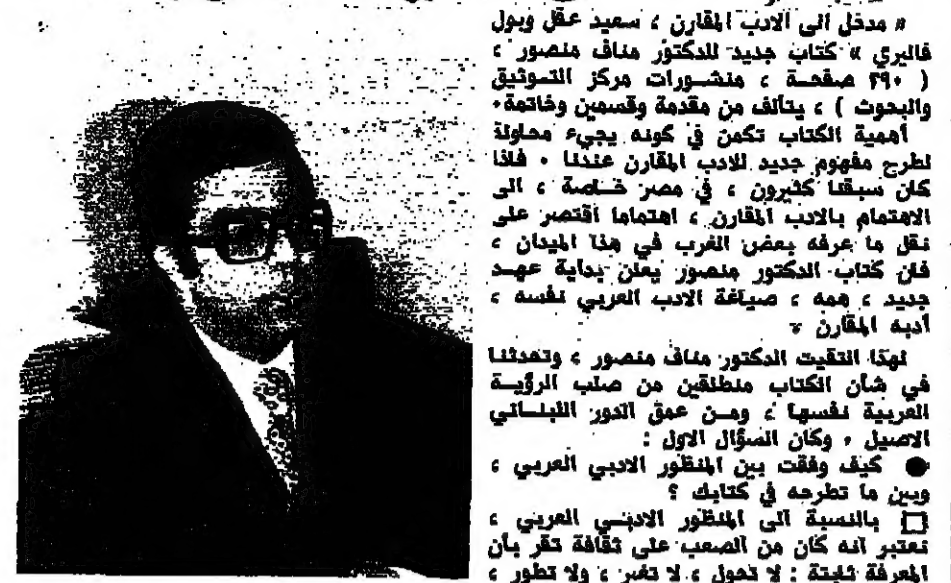 « مدخل الى الادب المقارن ، سعيد عقل وبول
فاليري » كتاب جديد للدكتور مناف منصور ،
( ٢٩٠ صفحة ، منشورات مركز التوثيق
والبحوث ) ، يتألف من مقدمة وقسمين وخاتمة.
أهمية الكتاب تكمن في كونه يجيء محاولة
لطرح مفهوم جديد للادب المقارن عندنا . فاذا
كان سبقنا كثيرون ، في مصر خاصة ، الى
الاهتمام بالادب المقارن ، اهتماما اقتصر على
نقل ما عرفه بعض الغرب في هذا الميدان ،
فان كتاب الدكتور منصور يعلن بداية عهد
جديد ، همه ، صياغة الادب العربي نفسه ،
أدبه المقارن .
لهذا التقيت الدكتور مناف منصور ، وتحدثنا
في شأن الكتاب منطلقين من صلب الرؤية
العربية نفسها ، ومن عمق الدور اللبناني
الاصيل . وكان السؤال الاول :
● كيف وفقت بين المنظور الادبي العربي ،
وبين ما تطرحه في كتابك ؟
□ بالنسبة الى المنظور الادبي العربي ،
نعتبر انه كان من الصعب على ثقافة تقر بأن
المعرفة ثابتة : لا تحول ، لا تغير ، ولا تطور ،